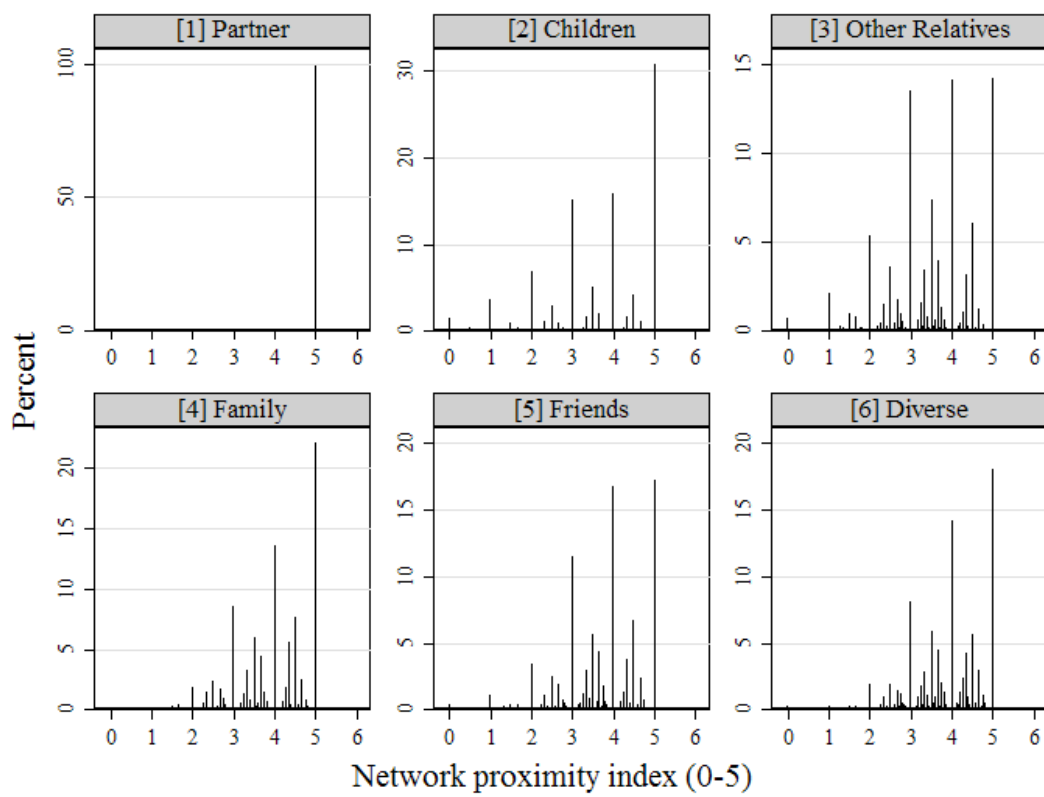 [1] Partner
[2] Children
[3] Other Relatives
0 50 100
0 10 20 30
0 5 10 15
0 1 2 3 4 5 6
0 1 2 3 4 5 6
0 1 2 3 4 5 6
Percent
[4] Family
[5] Friends
[6] Diverse
0 5 10 15 20
0 5 10 15 20
0 5 10 15 20
0 1 2 3 4 5 6
0 1 2 3 4 5 6
0 1 2 3 4 5 6
Network proximity index (0-5)